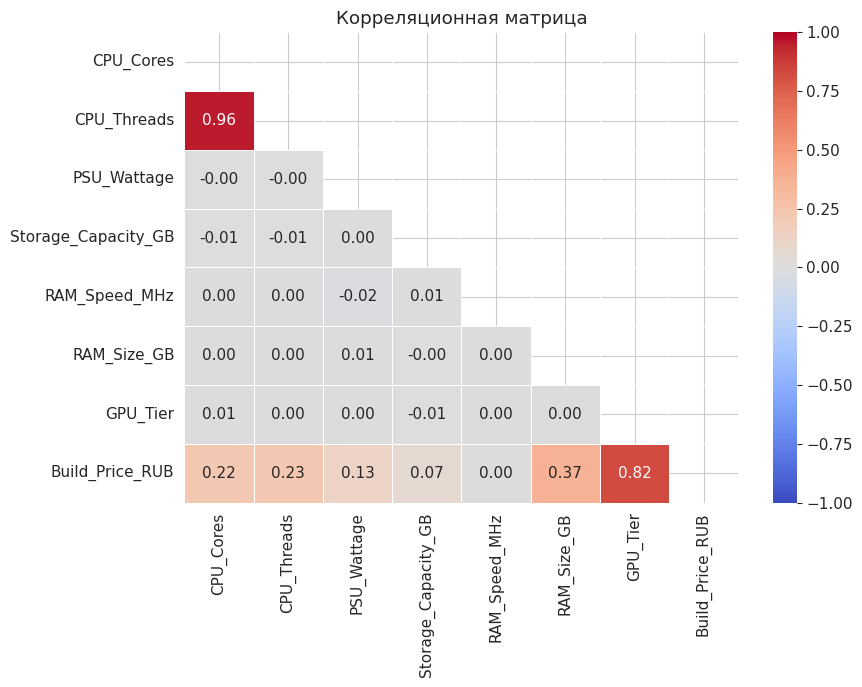 Корреляционная матрица
CPU_Cores
CPU_Threads 0.96
PSU_Wattage -0.00 -0.00
Storage_Capacity_GB -0.01 -0.01 0.00
RAM_Speed_MHz 0.00 0.00 -0.02 0.01
RAM_Size_GB 0.00 0.00 0.01 -0.00 0.00
GPU_Tier 0.01 0.00 0.00 -0.01 0.00 0.00
Build_Price_RUB 0.22 0.23 0.13 0.07 0.00 0.37 0.82
CPU_Cores
CPU_Threads
PSU_Wattage
Storage_Capacity_GB
RAM_Speed_MHz
RAM_Size_GB
GPU_Tier
Build_Price_RUB
1.00
0.75
0.50
0.25
0.00
−0.25
−0.50
−0.75
−1.00